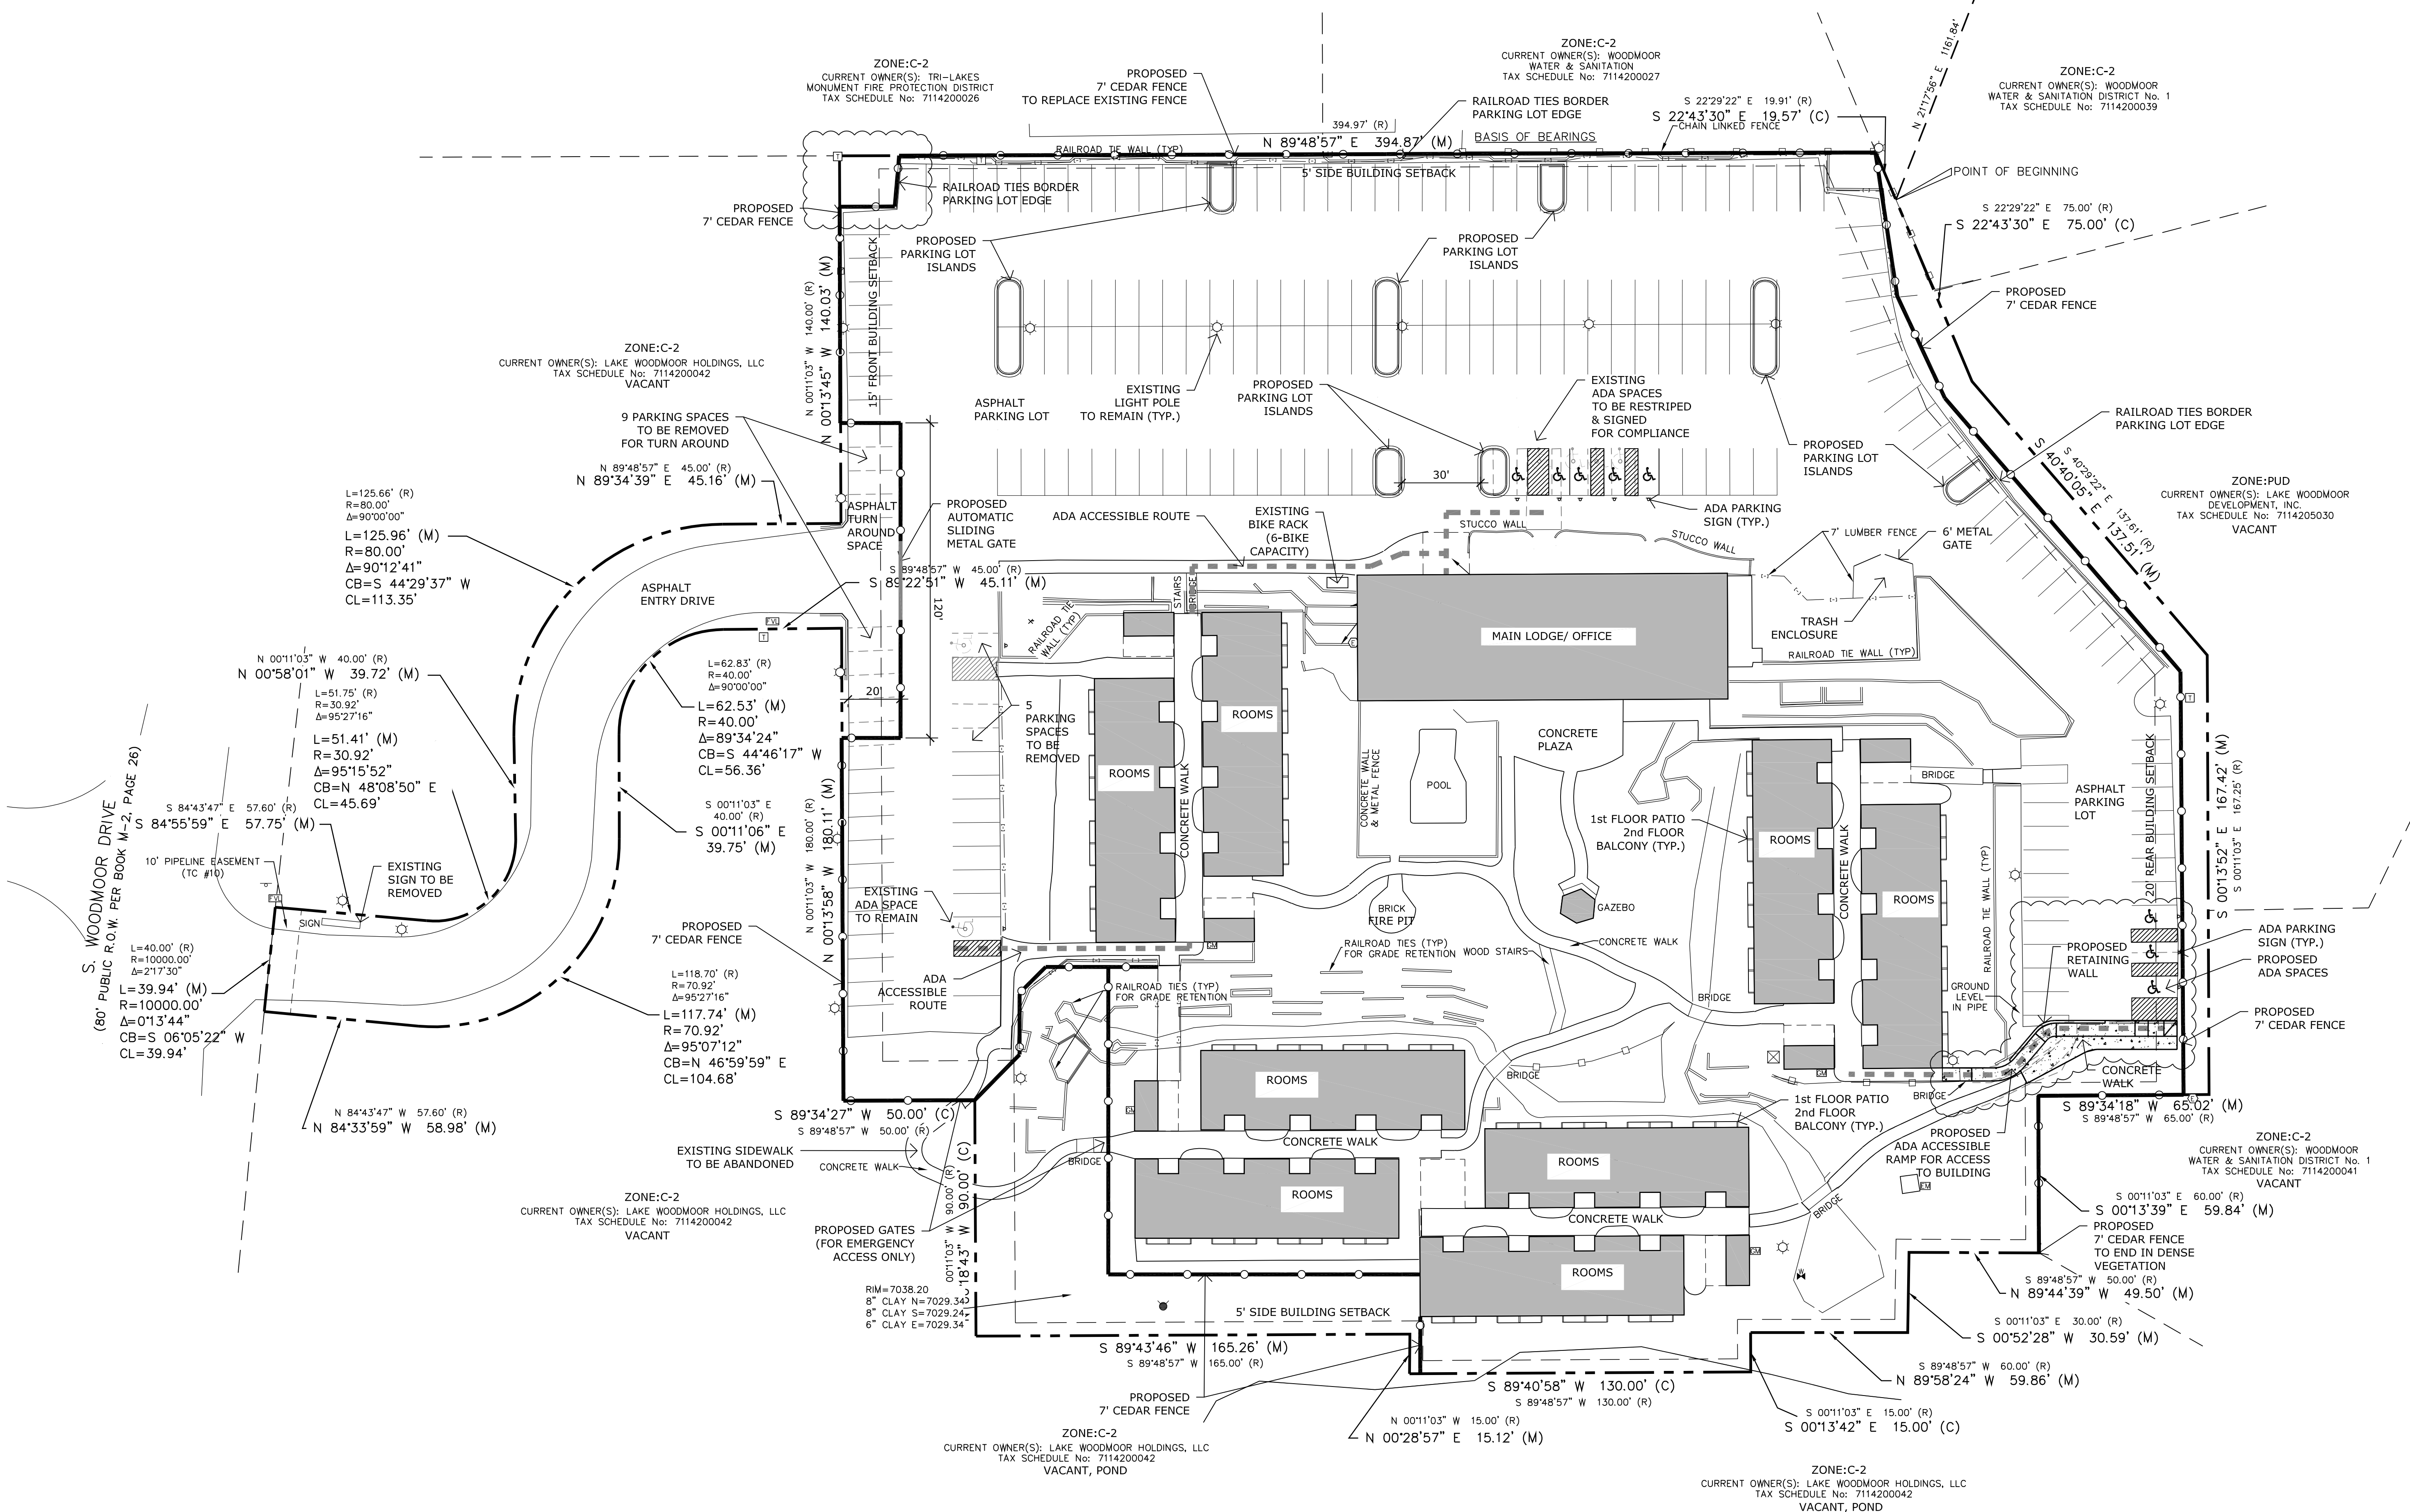 ZONE:C-2
CURRENT OWNER(S): TRI-LAKES
MONUMENT FIRE PROTECTION DISTRICT
TAX SCHEDULE No: 7114200026
PROPOSED
7' CEDAR FENCE
TO REPLACE EXISTING FENCE
ZONE:C-2
CURRENT OWNER(S): WOODMOOR
WATER & SANITATION
TAX SCHEDULE No: 7114200027
RAILROAD TIES BORDER
PARKING LOT EDGE
S 22°29'22" E 19.91' (R)
S 22°43'30" E 19.57' (C)
CHAIN LINKED FENCE
N 21°17'56" E 1161.84'
ZONE:C-2
CURRENT OWNER(S): WOODMOOR
WATER & SANITATION DISTRICT No. 1
TAX SCHEDULE No: 7114200039
394.97' (R)
N 89°48'57" E 394.87' (M)
BASIS OF BEARINGS
RAILROAD TIE WALL (TYP)
5' SIDE BUILDING SETBACK
POINT OF BEGINNING
S 22°29'22" E 75.00' (R)
S 22°43'30" E 75.00' (C)
RAILROAD TIES BORDER
PARKING LOT EDGE
PROPOSED
7' CEDAR FENCE
PROPOSED
PARKING LOT
ISLANDS
PROPOSED
PARKING LOT
ISLANDS
PROPOSED
7' CEDAR FENCE
N 00°11'03" W 140.00' (R)
N 00°13'45" W 140.03' (M)
15' FRONT BUILDING SETBACK
ZONE:C-2
CURRENT OWNER(S): LAKE WOODMOOR HOLDINGS, LLC
TAX SCHEDULE No: 7114200042
VACANT
9 PARKING SPACES
TO BE REMOVED
FOR TURN AROUND
ASPHALT
PARKING LOT
EXISTING
LIGHT POLE
TO REMAIN (TYP.)
PROPOSED
PARKING LOT
ISLANDS
EXISTING
ADA SPACES
TO BE RESTRIPED
& SIGNED
FOR COMPLIANCE
PROPOSED
PARKING LOT
ISLANDS
RAILROAD TIES BORDER
PARKING LOT EDGE
S 40°29'22" E 137.61' (R)
S 40°40'05" E 137.51' (M)
ZONE:PUD
CURRENT OWNER(S): LAKE WOODMOOR
DEVELOPMENT, INC.
TAX SCHEDULE No: 7114205030
VACANT
N 89°48'57" E 45.00' (R)
N 89°34'39" E 45.16' (M)
30'
L=125.66' (R)
R=80.00'
Δ=90°00'00"
L=125.96' (M)
R=80.00'
Δ=90°12'41"
CB=S 44°29'37" W
CL=113.35'
ASPHALT
TURN
AROUND
SPACE
PROPOSED
AUTOMATIC
SLIDING
METAL GATE
ADA ACCESSIBLE ROUTE
EXISTING
BIKE RACK
(6-BIKE
CAPACITY)
STUCCO WALL
STUCCO WALL
ADA PARKING
SIGN (TYP.)
7' LUMBER FENCE
6' METAL
GATE
S 89°48'57" W 45.00' (R)
S 89°22'51" W 45.11' (M)
120'
ASPHALT
ENTRY DRIVE
STAIRS
BRIDGE
RAILROAD TIE
WALL (TYP)
MAIN LODGE/ OFFICE
TRASH
ENCLOSURE
RAILROAD TIE WALL (TYP)
FVL
T
N 00°11'03" W 40.00' (R)
N 00°58'01" W 39.72' (M)
L=51.75' (R)
R=30.92'
Δ=95°27'16"
L=51.41' (M)
R=30.92'
Δ=95°15'52"
CB=N 48°08'50" E
CL=45.69'
L=62.83' (R)
R=40.00'
Δ=90°00'00"
L=62.53' (M)
R=40.00'
Δ=89°34'24"
CB=S 44°46'17" W
CL=56.36'
20'
5
PARKING
SPACES
TO BE
REMOVED
ROOMS
ROOMS
CONCRETE WALK
CONCRETE WALL
& METAL FENCE
POOL
CONCRETE
PLAZA
BRIDGE
ASPHALT
PARKING
LOT
20' REAR BUILDING SETBACK
S 00°13'52" E 167.42' (M)
S 00°11'03" E 167.25' (R)
S. WOODMOOR DRIVE
(80' PUBLIC R.O.W. PER BOOK M-2, PAGE 26)
S 84°43'47" E 57.60' (R)
S 84°55'59" E 57.75' (M)
S 00°11'03" E
40.00' (R)
S 00°11'06" E
39.75' (M)
N 00°11'03" W 180.00' (R)
N 00°13'58" W 180.11' (M)
1st FLOOR PATIO
2nd FLOOR
BALCONY (TYP.)
ROOMS
CONCRETE WALK
ROOMS
RAILROAD TIE WALL (TYP)
10' PIPELINE EASEMENT
(TC #10)
EXISTING
SIGN TO BE
REMOVED
SIGN
FVL
EXISTING
ADA SPACE
TO REMAIN
BRICK
FIRE PIT
GAZEBO
PROPOSED
7' CEDAR FENCE
GM
RAILROAD TIES (TYP)
FOR GRADE RETENTION
WOOD STAIRS
CONCRETE WALK
PROPOSED
RETAINING
WALL
ADA PARKING
SIGN (TYP.)
PROPOSED
ADA SPACES
L=40.00' (R)
R=10000.00'
Δ=2°17'30"
L=39.94' (M)
R=10000.00'
Δ=0°13'44"
CB=S 06°05'22" W
CL=39.94'
L=118.70' (R)
R=70.92'
Δ=95°27'16"
L=117.74' (M)
R=70.92'
Δ=95°07'12"
CB=N 46°59'59" E
CL=104.68'
ADA
ACCESSIBLE
ROUTE
RAILROAD TIES (TYP)
FOR GRADE RETENTION
BRIDGE
GROUND
LEVEL
IN PIPE
PROPOSED
7' CEDAR FENCE
ROOMS
BRIDGE
GM
BRIDGE
CONCRETE
WALK
N 84°43'47" W 57.60' (R)
N 84°33'59" W 58.98' (M)
S 89°34'27" W 50.00' (C)
S 89°48'57" W 50.00' (R)
GM
1st FLOOR PATIO
2nd FLOOR
BALCONY (TYP.)
S 89°34'18" W 65.02' (M)
S 89°48'57" W 65.00' (R)
EXISTING SIDEWALK
TO BE ABANDONED
CONCRETE WALK
BRIDGE
CONCRETE WALK
ROOMS
PROPOSED
ADA ACCESSIBLE
RAMP FOR ACCESS
TO BUILDING
EM
ZONE:C-2
CURRENT OWNER(S): WOODMOOR
WATER & SANITATION DISTRICT No. 1
TAX SCHEDULE No: 7114200041
VACANT
ZONE:C-2
CURRENT OWNER(S): LAKE WOODMOOR HOLDINGS, LLC
TAX SCHEDULE No: 7114200042
VACANT
ROOMS
CONCRETE WALK
BRIDGE
S 00°11'03" E 60.00' (R)
S 00°13'39" E 59.84' (M)
PROPOSED GATES
(FOR EMERGENCY
ACCESS ONLY)
00°11'03" W 90.00' (R)
°18'43" W 90.00' (C)
GM
PROPOSED
7' CEDAR FENCE
TO END IN DENSE
VEGETATION
ROOMS
W
RIM=7038.20
8" CLAY N=7029.34
8" CLAY S=7029.24
6" CLAY E=7029.34
5' SIDE BUILDING SETBACK
S 89°48'57" W 50.00' (R)
N 89°44'39" W 49.50' (M)
S 00°11'03" E 30.00' (R)
S 00°52'28" W 30.59' (M)
S 89°43'46" W 165.26' (M)
S 89°48'57" W 165.00' (R)
S 89°48'57" W 60.00' (R)
N 89°58'24" W 59.86' (M)
S 89°40'58" W 130.00' (C)
S 89°48'57" W 130.00' (R)
PROPOSED
7' CEDAR FENCE
N 00°11'03" W 15.00' (R)
N 00°28'57" E 15.12' (M)
S 00°11'03" E 15.00' (R)
S 00°13'42" E 15.00' (C)
ZONE:C-2
CURRENT OWNER(S): LAKE WOODMOOR HOLDINGS, LLC
TAX SCHEDULE No: 7114200042
VACANT, POND
ZONE:C-2
CURRENT OWNER(S): LAKE WOODMOOR HOLDINGS, LLC
TAX SCHEDULE No: 7114200042
VACANT, POND